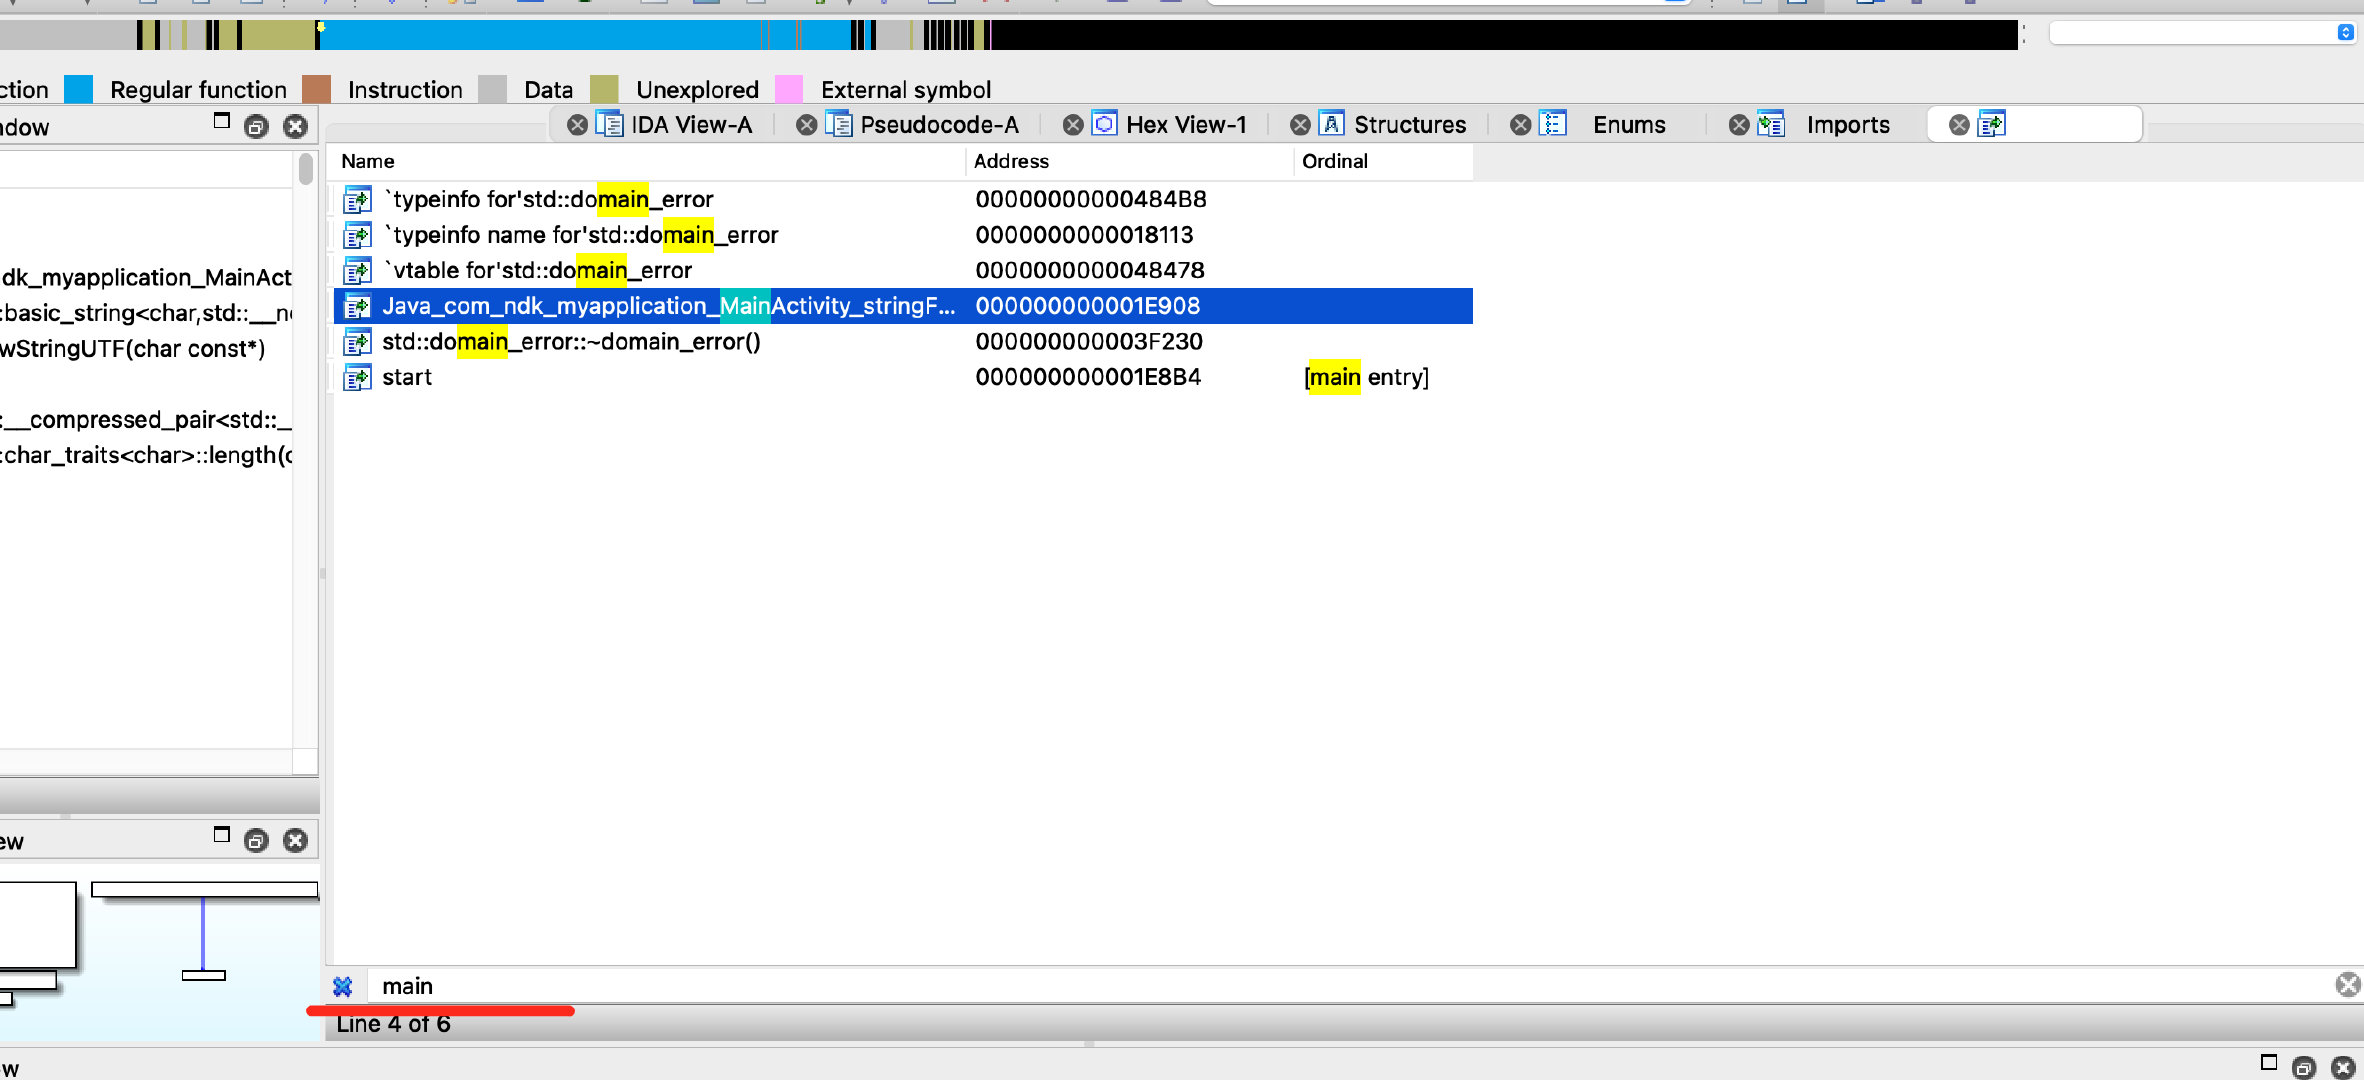 ction Regular function Instruction Data Unexplored External symbol
ndow
IDA View-A Pseudocode-A Hex View-1 Structures Enums Imports
Name Address Ordinal
`typeinfo for'std::domain_error 00000000000484B8
`typeinfo name for'std::domain_error 0000000000018113
`vtable for'std::domain_error 0000000000048478
Java_com_ndk_myapplication_MainActivity_stringF... 000000000001E908
std::domain_error::~domain_error() 000000000003F230
start 000000000001E8B4 [main entry]
dk_myapplication_MainAct
:basic_string<char,std::__n
wStringUTF(char const*)
:__compressed_pair<std::_
:char_traits<char>::length(c
ew
main
Line 4 of 6
ew